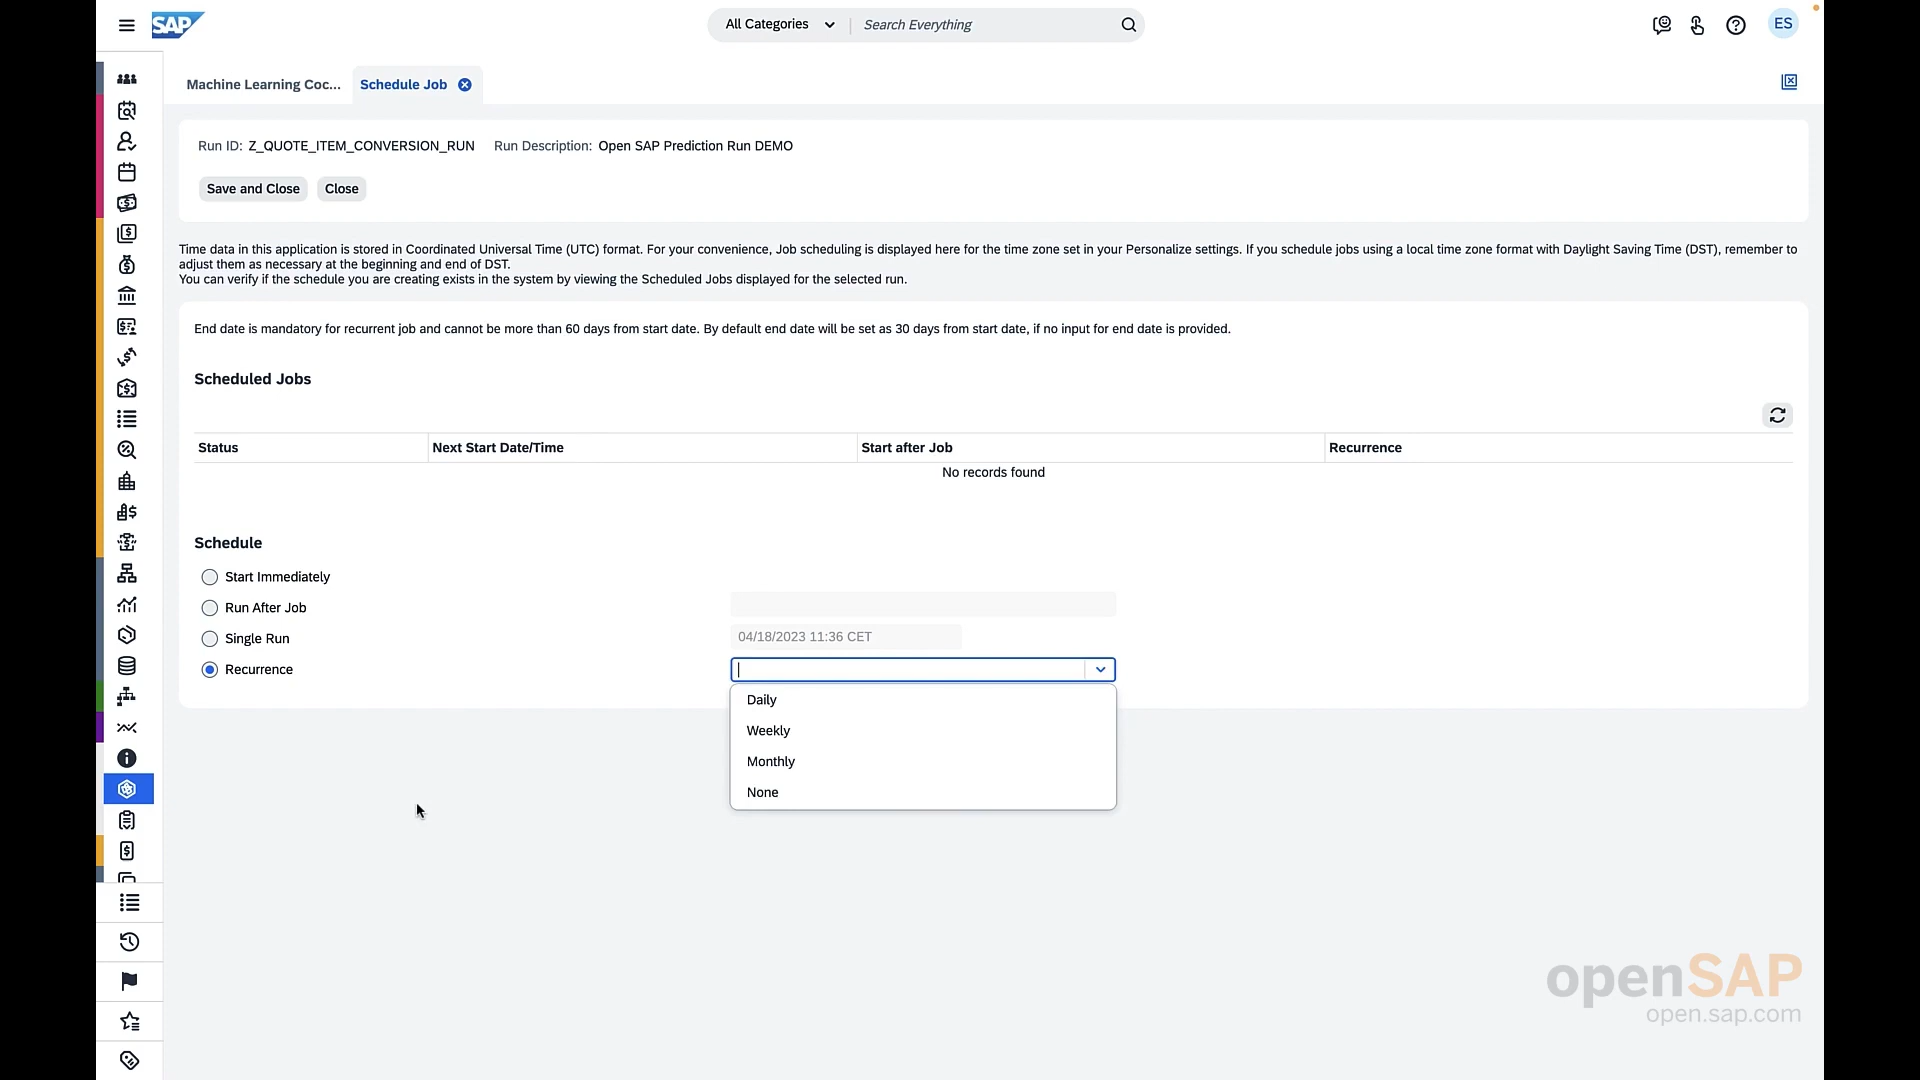 SAP
All Categories
Search Everything
ES
Machine Learning Coc...
Schedule Job
Run ID: Z_QUOTE_ITEM_CONVERSION_RUN Run Description: Open SAP Prediction Run DEMO
Save and Close
Close
Time data in this application is stored in Coordinated Universal Time (UTC) format. For your convenience, Job scheduling is displayed here for the time zone set in your Personalize settings. If you schedule jobs using a local time zone format with Daylight Saving Time (DST), remember to
adjust them as necessary at the beginning and end of DST.
You can verify if the schedule you are creating exists in the system by viewing the Scheduled Jobs displayed for the selected run.
End date is mandatory for recurrent job and cannot be more than 60 days from start date. By default end date will be set as 30 days from start date, if no input for end date is provided.
Scheduled Jobs
Status Next Start Date/Time Start after Job Recurrence
No records found
Schedule
Start Immediately
Run After Job
Single Run 04/18/2023 11:36 CET
Recurrence
Daily
Weekly
Monthly
None
openSAP
open.sap.com